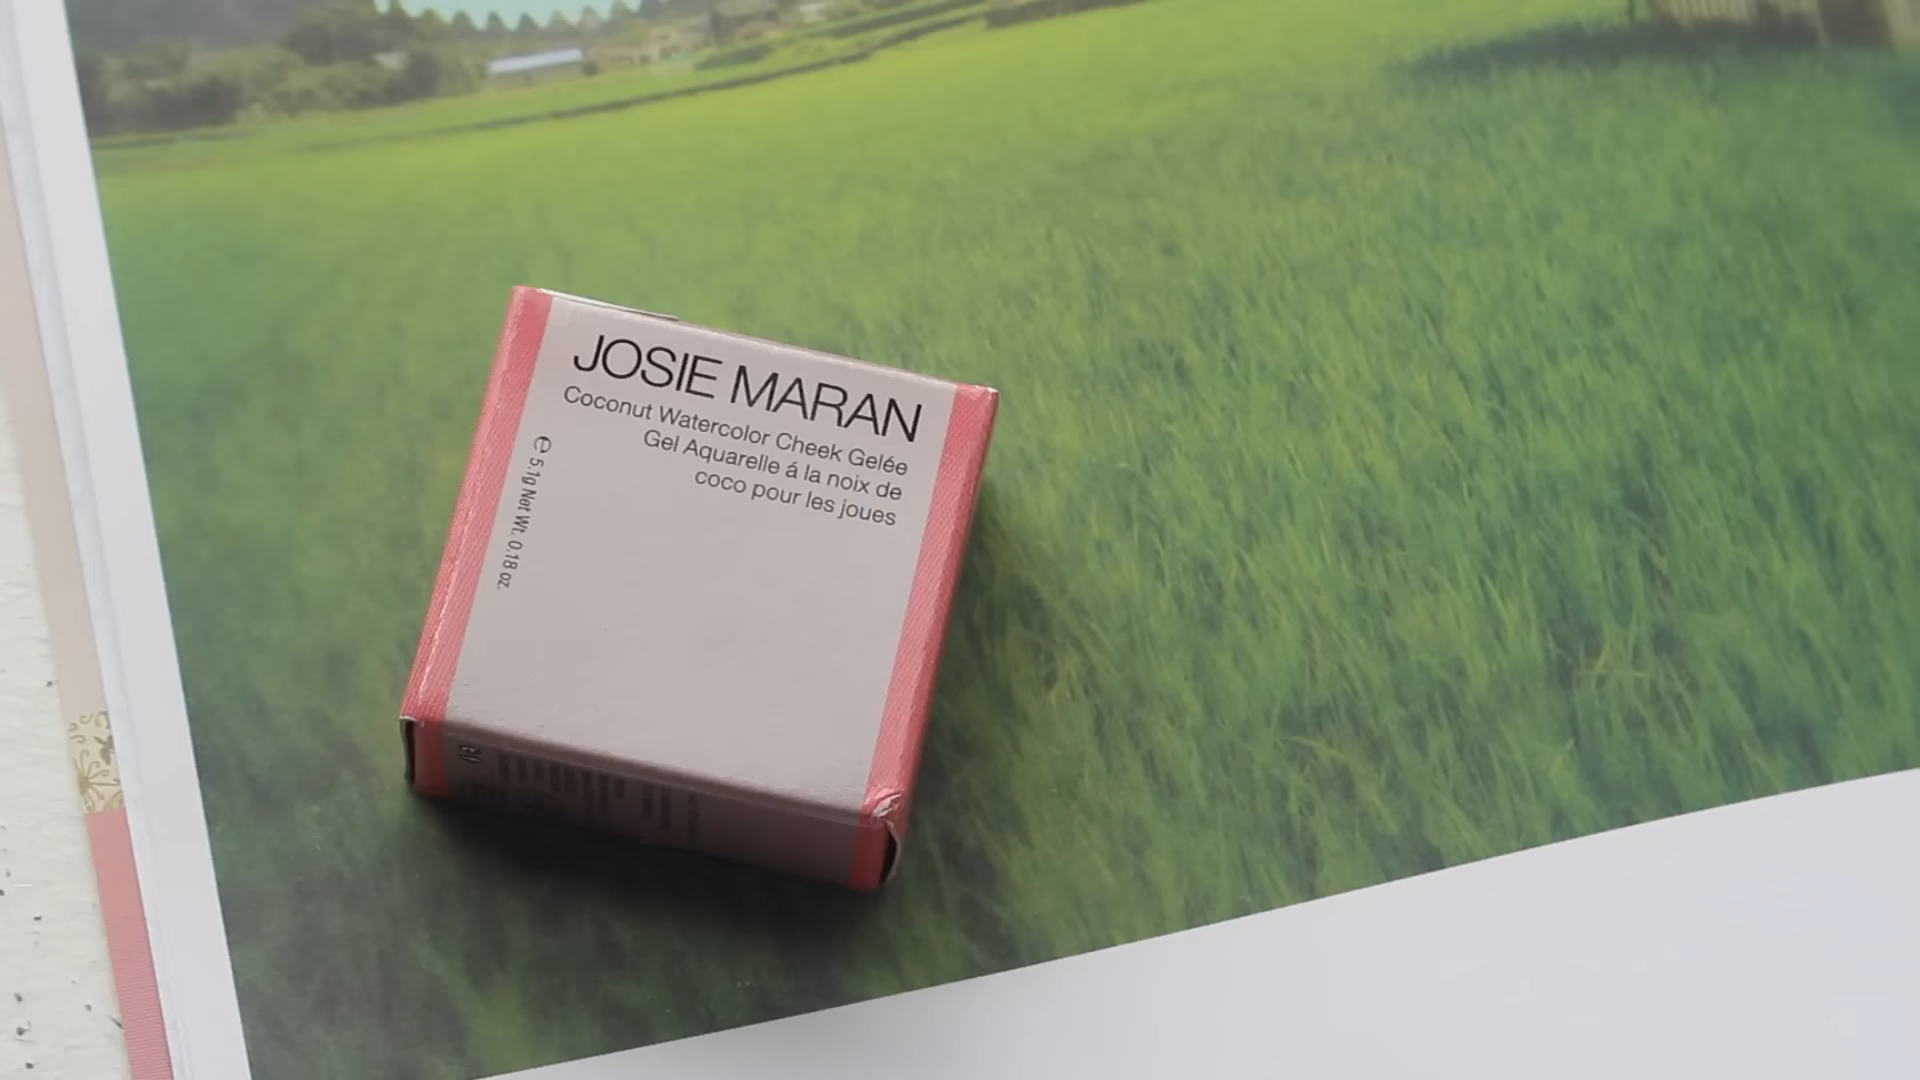 JOSIE MARAN
Coconut Watercolor Cheek Gelée
Gel Aquarelle á la noix de
coco pour les joues
℮ 5.1g Net Wt. 0.18 oz.